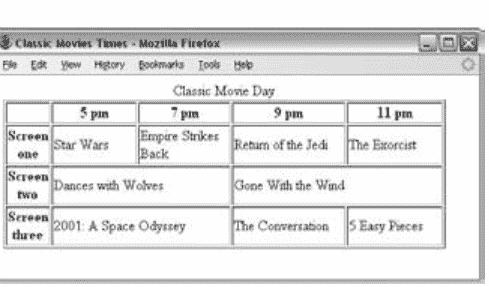 Classic Movies Times - Mozilla Firefox
File Edit View History Bookmarks Tools Help
Classic Movie Day
5 pm 7 pm 9 pm 11 pm
Screen one Star Wars Empire Strikes Back Return of the Jedi The Exorcist
Screen two Dances with Wolves Gone With the Wind
Screen three 2001: A Space Odyssey The Conversation 5 Easy Pieces